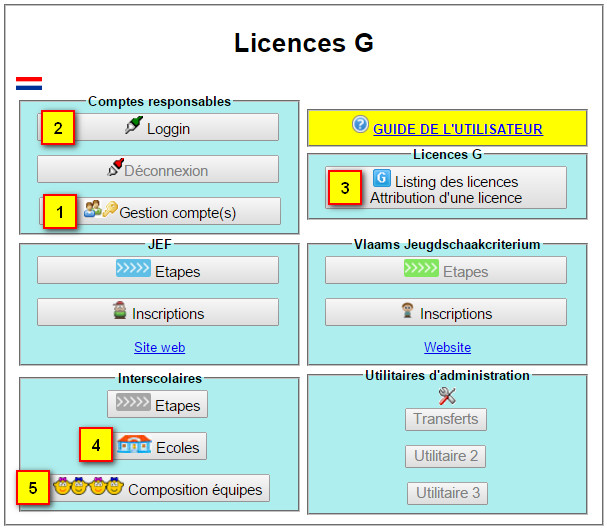 Licences G
Comptes responsables
2 Loggin
Déconnexion
1 Gestion compte(s)
GUIDE DE L'UTILISATEUR
Licences G
3 G Listing des licences
Attribution d'une licence
JEF
Etapes
Inscriptions
Site web
Vlaams Jeugdschaakcriterium
Etapes
Inscriptions
Website
Interscolaires
Etapes
4 Ecoles
5 Composition équipes
Utilitaires d'administration
Transferts
Utilitaire 2
Utilitaire 3